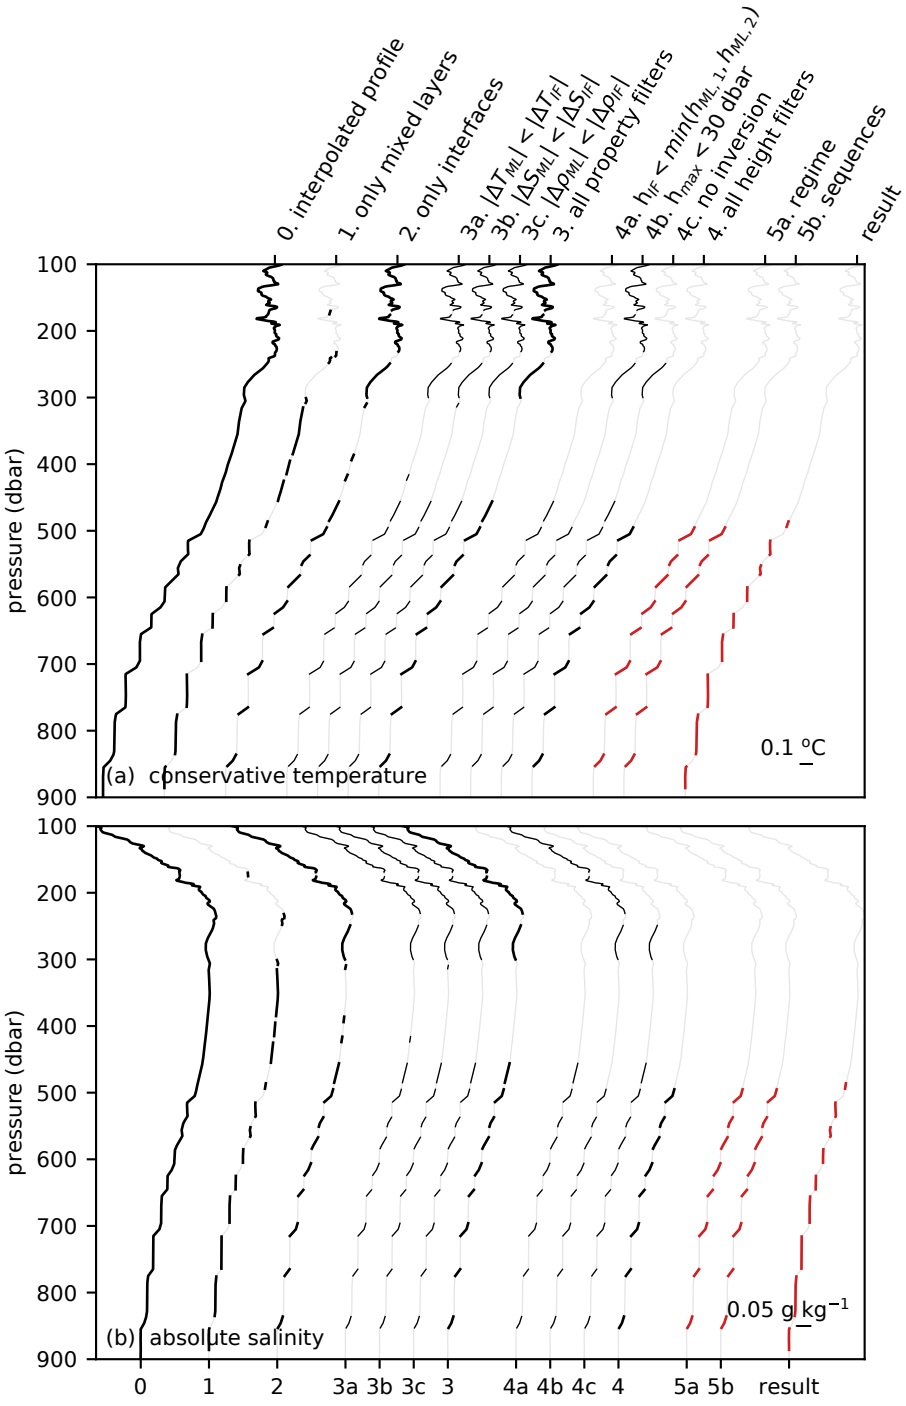 0. interpolated profile
1. only mixed layers
2. only interfaces
3a. |ΔT_ML| < |ΔT_IF|
3b. |ΔS_ML| < |ΔS_IF|
3c. |Δρ_ML| < |Δρ_IF|
3. all property filters
4a. h_IF < min(h_ML,1, h_ML,2)
4b. h_max < 30 dbar
4c. no inversion
4. all height filters
5a. regime
5b. sequences
result
100
200
300
400
500
600
700
800
900
pressure (dbar)
0.1 °C
(a) conservative temperature
100
200
300
400
500
600
700
800
900
pressure (dbar)
0.05 g kg⁻¹
(b) absolute salinity
0 1 2 3a 3b 3c 3 4a 4b 4c 4 5a 5b result